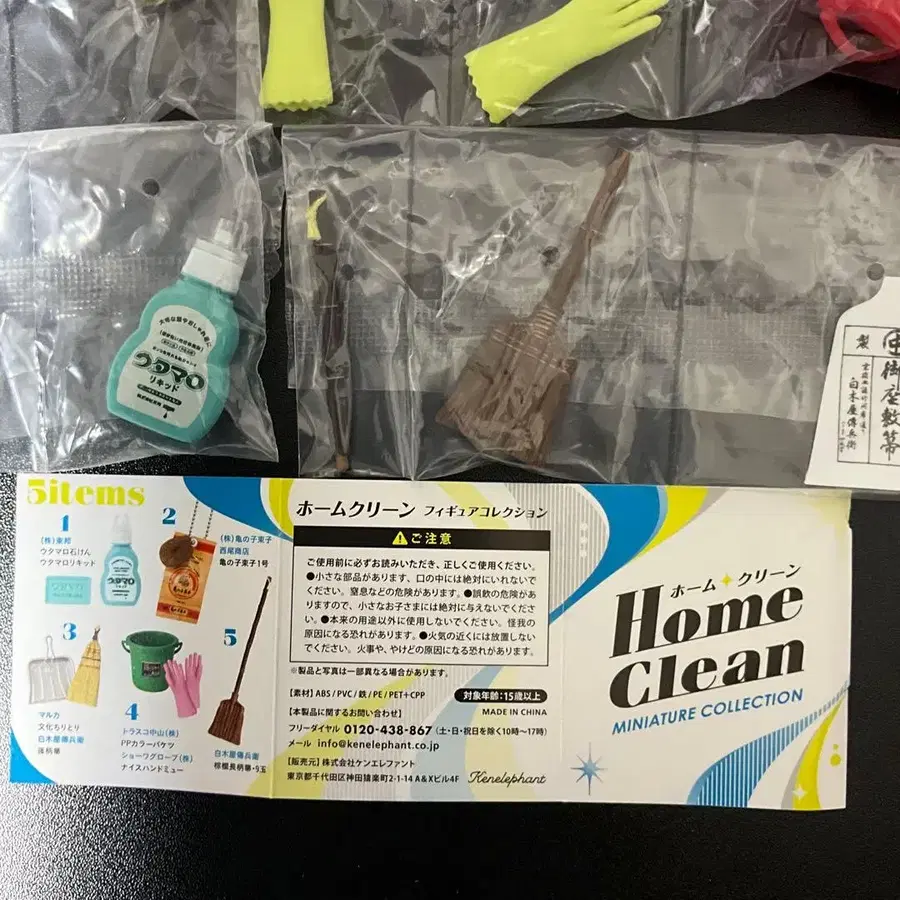 ウタマロ
リキッド
製
御座敷箒
白木屋傳兵衛
5items
1
(株)東邦
ウタマロ石けん
ウタマロリキッド
2
(株)亀の子束子
西尾商店
亀の子束子1号
3
マルカ
文化ちりとり
白木屋傳兵衛
孫柄箒
4
トラスコ中山(株)
PPカラーバケツ
ショーワグローブ(株)
ナイスハンドミュー
5
白木屋傳兵衛
棕櫚長柄箒・9玉
ホームクリーン フィギュアコレクション
ご注意
ご使用前に必ずお読みいただき、正しくご使用ください。
●小さな部品があります、口の中には絶対にいれないで
ください。窒息などの危険があります。●誤飲の危険があ
りますので、小さなお子さまには絶対に与えないでくださ
い。●本来の用途以外に使用しないでください。怪我の
原因になる恐れがあります。●火気の近くには放置しない
でください。火事や、やけどの原因になる恐れがあります。
※製品と写真は一部異なる場合があります。
【素材】ABS/PVC/鉄/PE/PET+CPP
対象年齢:15歳以上
【本製品に関するお問い合わせ】
MADE IN CHINA
フリーダイヤル 0120-438-867(土・日・祝日を除く10時〜17時)
メール info@kenelephant.co.jp
【販売元】株式会社ケンエレファント
東京都千代田区神田猿楽町2-1-14 A&Xビル4F
Kenelephant
ホーム クリーン
Home
Clean
MINIATURE COLLECTION